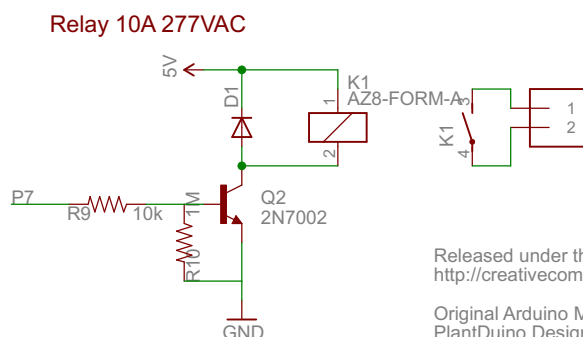 Relay 10A 277VAC
5V
D1
K1
AZ8-FORM-A
1
2
K1
3
4
1
2
P7
R9
10k
1M
R10
Q2
2N7002
GND
Released under th
http://creativecom
Original Arduino M
PlantDuino Design